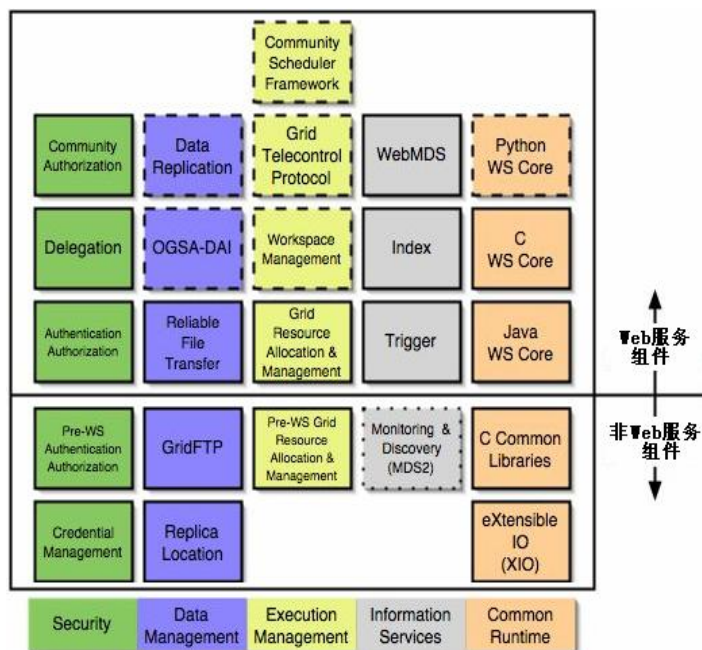 Community
Scheduler
Framework
Community
Authorization
Data
Replication
Grid
Telecontrol
Protocol
WebMDS
Python
WS Core
Delegation
OGSA-DAI
Workspace
Management
Index
C
WS Core
Authentication
Authorization
Reliable
File
Transfer
Grid
Resource
Allocation &
Management
Trigger
Java
WS Core
Web服务
组件
非Web服务
组件
Pre-WS
Authentication
Authorization
GridFTP
Pre-WS Grid
Resource
Allocation &
Management
Monitoring &
Discovery
(MDS2)
C Common
Libraries
Credential
Management
Replica
Location
eXtensible
IO
(XIO)
Security
Data
Management
Execution
Management
Information
Services
Common
Runtime